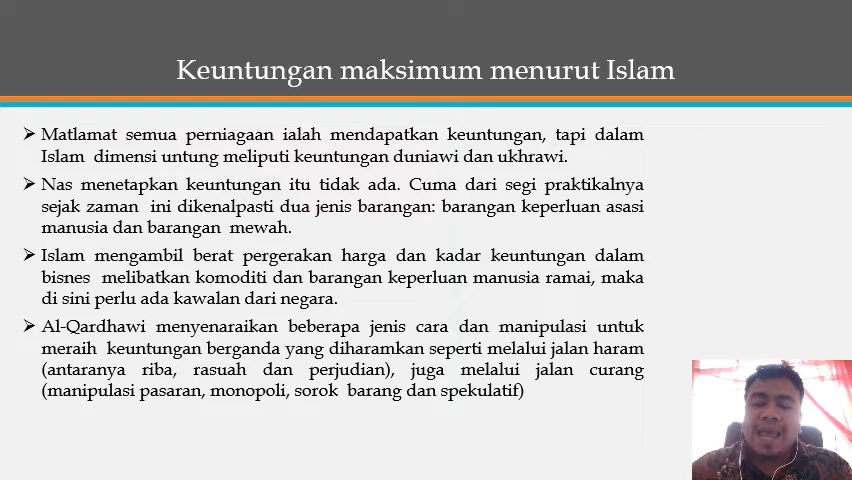 Keuntungan maksimum menurut Islam
Matlamat semua perniagaan ialah mendapatkan keuntungan, tapi dalam
Islam dimensi untung meliputi keuntungan duniawi dan ukhrawi.
Nas menetapkan keuntungan itu tidak ada. Cuma dari segi praktikalnya
sejak zaman ini dikenalpasti dua jenis barangan: barangan keperluan asasi
manusia dan barangan mewah.
Islam mengambil berat pergerakan harga dan kadar keuntungan dalam
bisnes melibatkan komoditi dan barangan keperluan manusia ramai, maka
di sini perlu ada kawalan dari negara.
Al-Qardhawi menyenaraikan beberapa jenis cara dan manipulasi untuk
meraih keuntungan berganda yang diharamkan seperti melalui jalan haram
(antaranya riba, rasuah dan perjudian), juga melalui jalan curang
(manipulasi pasaran, monopoli, sorok barang dan spekulatif)